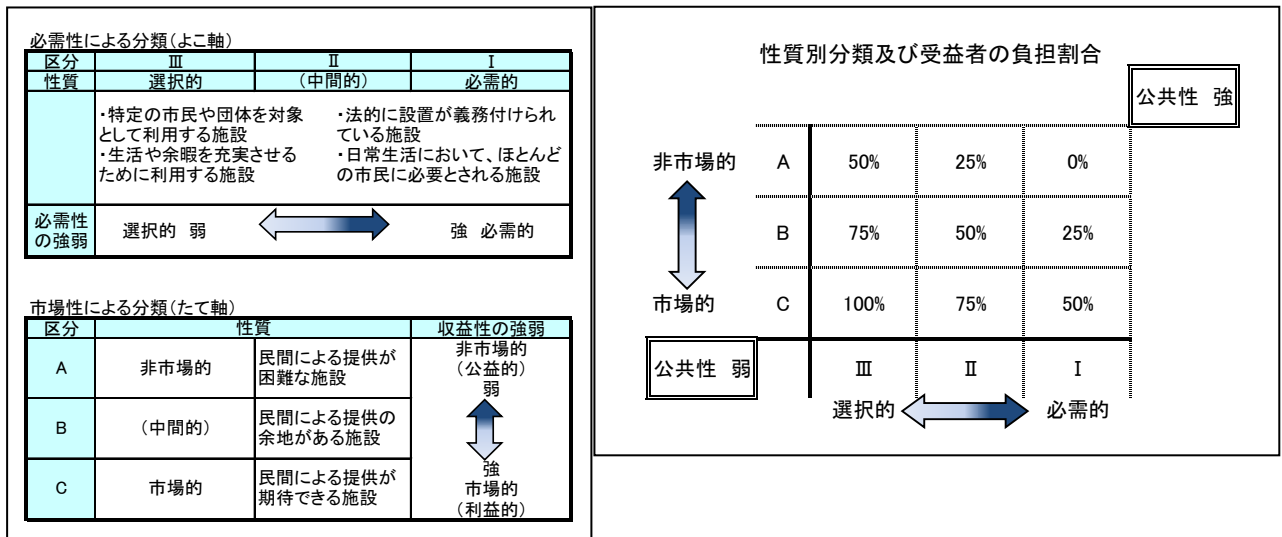 必需性による分類(よこ軸)
区分 Ⅲ Ⅱ Ⅰ
性質 選択的 (中間的) 必需的
・特定の市民や団体を対象
として利用する施設
・生活や余暇を充実させる
ために利用する施設
・法的に設置が義務付けられ
ている施設
・日常生活において、ほとんど
の市民に必要とされる施設
必需性
の強弱
選択的 弱 強 必需的
市場性による分類(たて軸)
区分 性質 収益性の強弱
A 非市場的 民間による提供が
困難な施設
B (中間的) 民間による提供の
余地がある施設
C 市場的 民間による提供が
期待できる施設
非市場的
(公益的)
弱
強
市場的
(利益的)
性質別分類及び受益者の負担割合
公共性 強
非市場的 A 50% 25% 0%
B 75% 50% 25%
市場的 C 100% 75% 50%
公共性 弱 Ⅲ Ⅱ Ⅰ
選択的 必需的